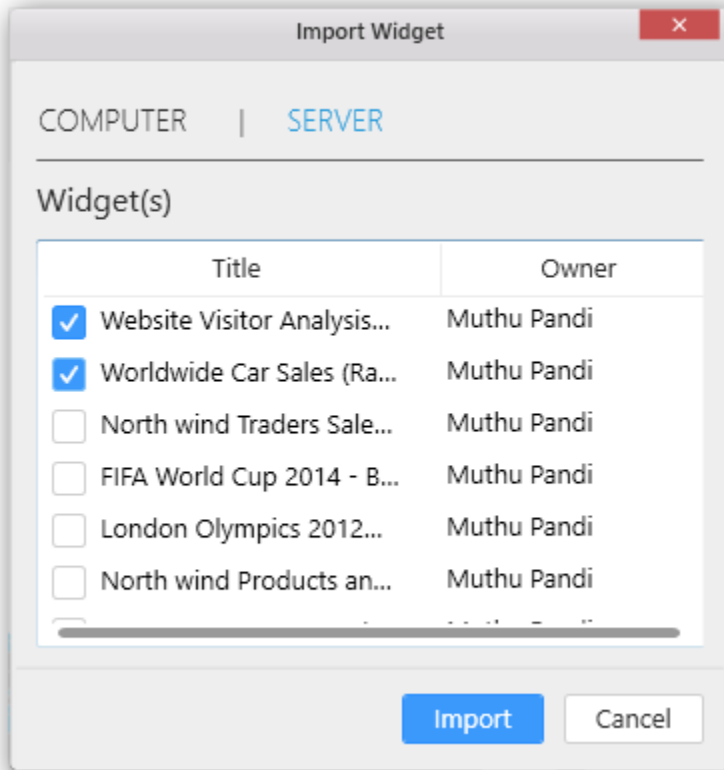 Import Widget
COMPUTER | SERVER
Widget(s)
Title Owner
Website Visitor Analysis... Muthu Pandi
Worldwide Car Sales (Ra... Muthu Pandi
North wind Traders Sale... Muthu Pandi
FIFA World Cup 2014 - B... Muthu Pandi
London Olympics 2012... Muthu Pandi
North wind Products an... Muthu Pandi
Import Cancel